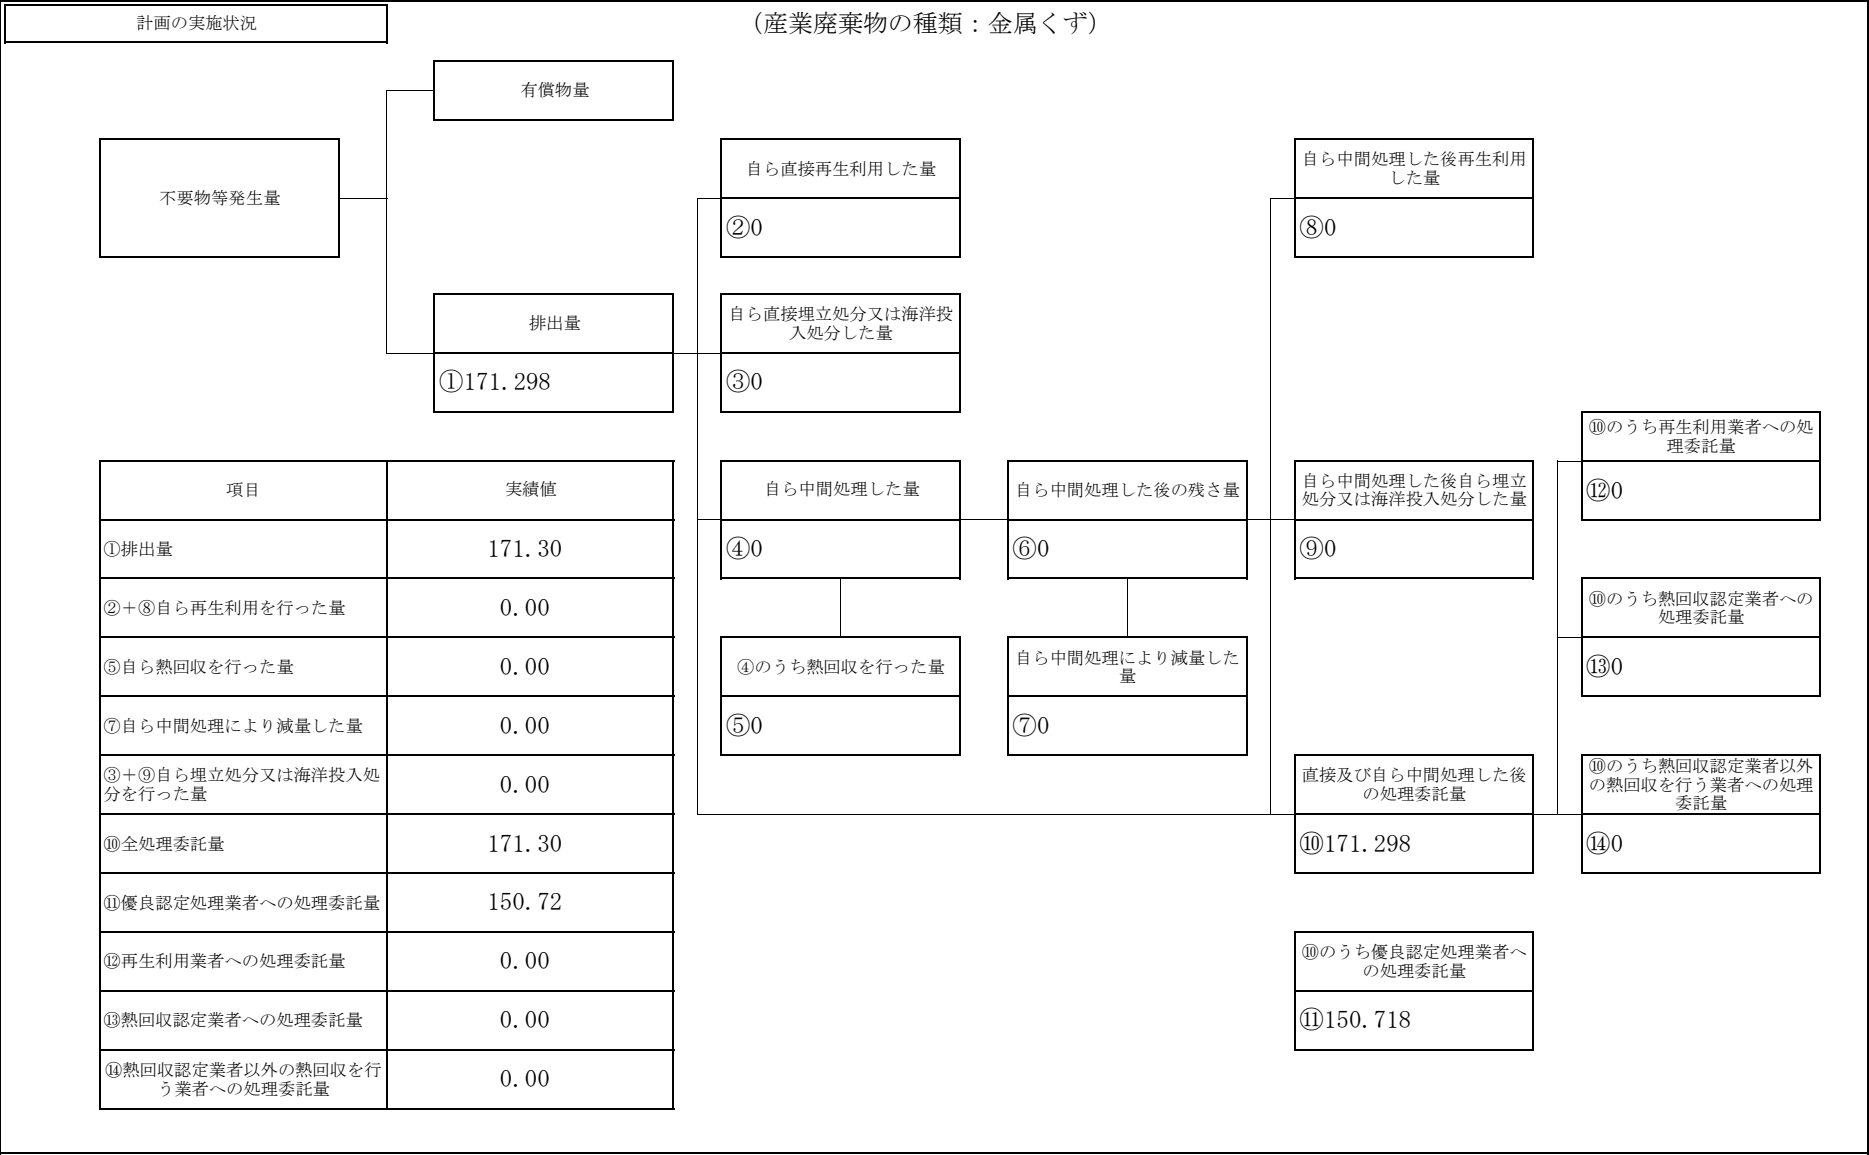 計画の実施状況
（産業廃棄物の種類：金属くず）
有償物量
不要物等発生量
自ら直接再生利用した量
②0
自ら中間処理した後再生利用
した量
⑧0
排出量
①171.298
自ら直接埋立処分又は海洋投
入処分した量
③0
⑩のうち再生利用業者への処
理委託量
⑫0
自ら中間処理した量
④0
自ら中間処理した後の残さ量
⑥0
自ら中間処理した後自ら埋立
処分又は海洋投入処分した量
⑨0
⑩のうち熱回収認定業者への
処理委託量
⑬0
④のうち熱回収を行った量
⑤0
自ら中間処理により減量した
量
⑦0
直接及び自ら中間処理した後
の処理委託量
⑩171.298
⑩のうち熱回収認定業者以外
の熱回収を行う業者への処理
委託量
⑭0
⑩のうち優良認定処理業者へ
の処理委託量
⑪150.718
項目 実績値
①排出量 171.30
②＋⑧自ら再生利用を行った量 0.00
⑤自ら熱回収を行った量 0.00
⑦自ら中間処理により減量した量 0.00
③＋⑨自ら埋立処分又は海洋投入処
分を行った量 0.00
⑩全処理委託量 171.30
⑪優良認定処理業者への処理委託量 150.72
⑫再生利用業者への処理委託量 0.00
⑬熱回収認定業者への処理委託量 0.00
⑭熱回収認定業者以外の熱回収を行
う業者への処理委託量 0.00